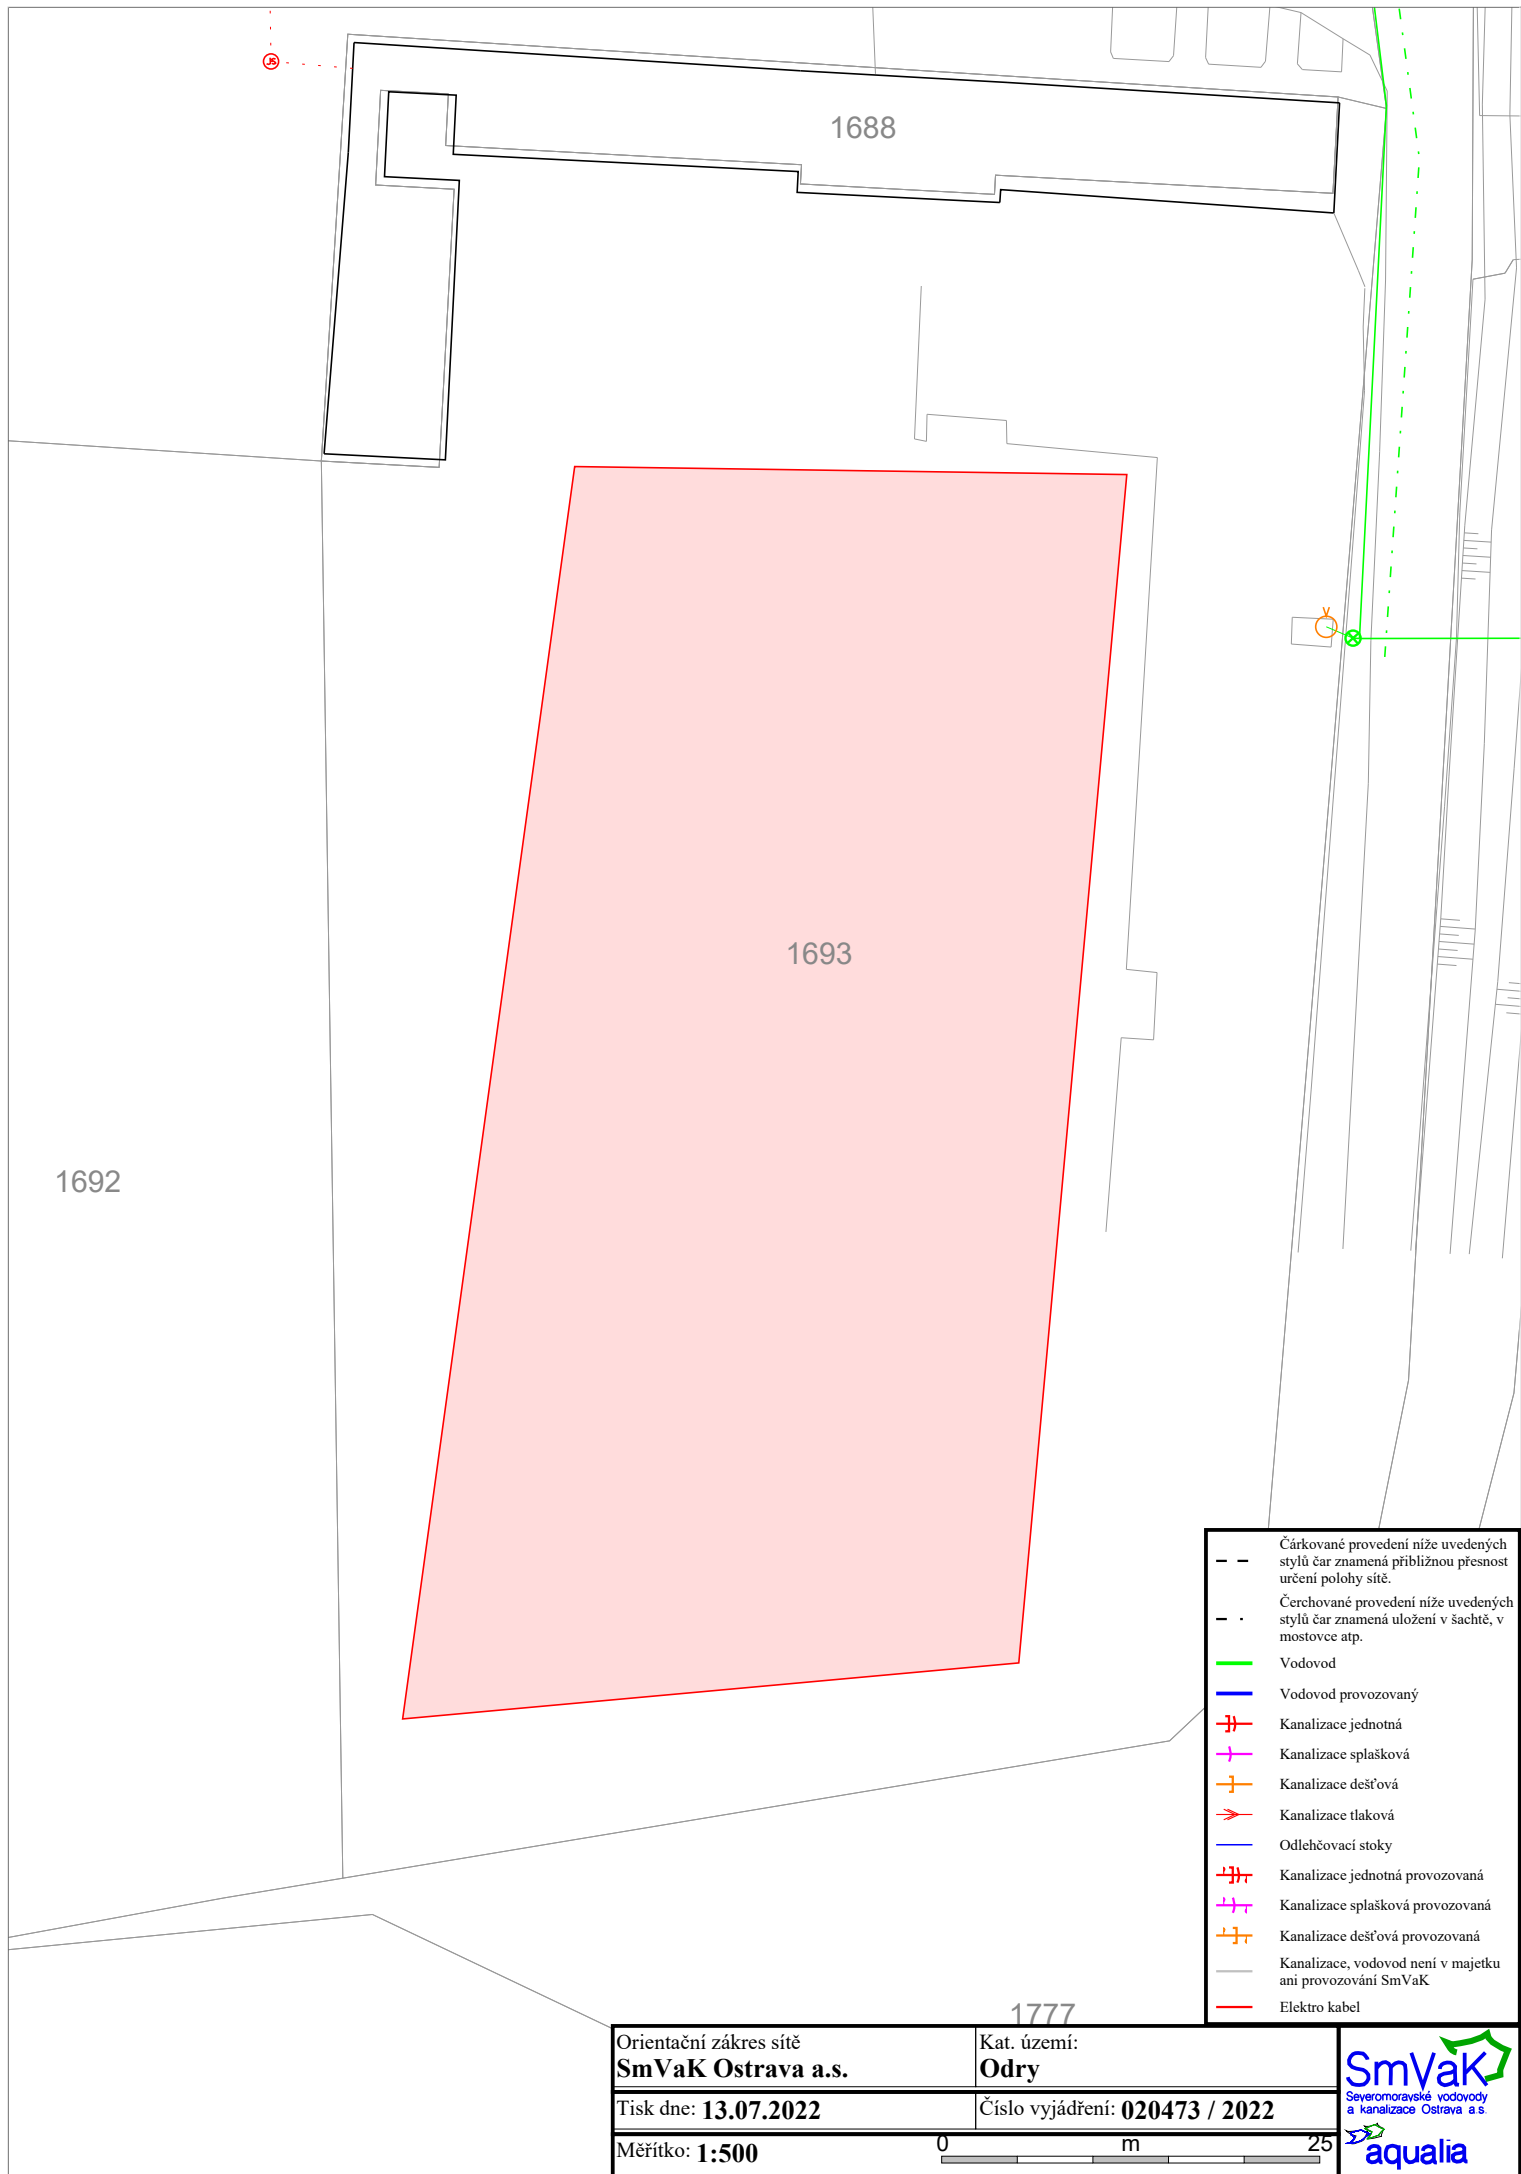 JS
1688
V
1693
1692
Čárkované provedení níže uvedených
stylů čar znamená přibližnou přesnost
určení polohy sítě.
Čerchované provedení níže uvedených
stylů čar znamená uložení v šachtě, v
mostovce atp.
Vodovod
Vodovod provozovaný
Kanalizace jednotná
Kanalizace splašková
Kanalizace dešťová
Kanalizace tlaková
Odlehčovací stoky
Kanalizace jednotná provozovaná
Kanalizace splašková provozovaná
Kanalizace dešťová provozovaná
Kanalizace, vodovod není v majetku
ani provozování SmVaK
Elektro kabel
1777
Orientační zákres sítě
SmVaK Ostrava a.s.
Kat. území:
Odry
Tisk dne: 13.07.2022
Číslo vyjádření: 020473 / 2022
Měřítko: 1:500
0 m 25
SmVaK
Severomoravské vodovody
a kanalizace Ostrava a.s.
aqualia